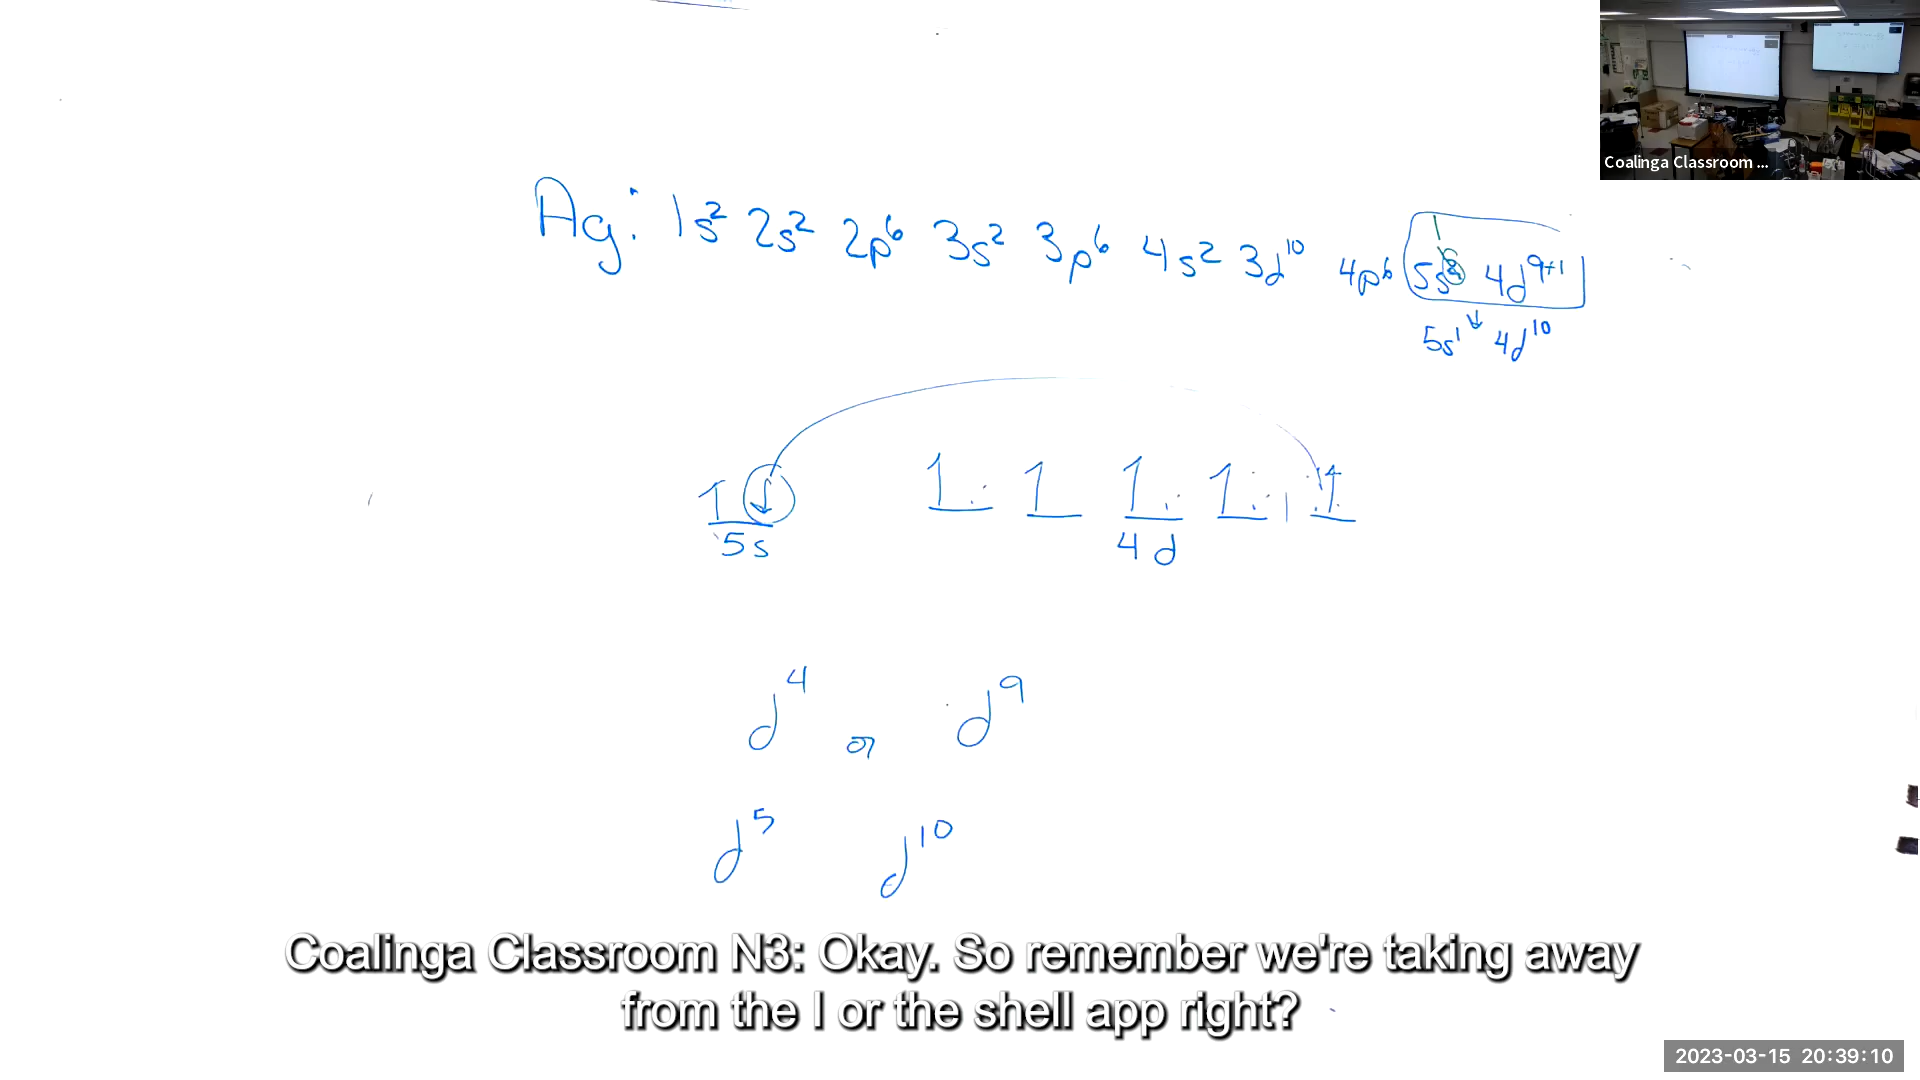 Coalinga Classroom ...
Ag: 1s² 2s² 2p⁶ 3s² 3p⁶ 4s² 3d¹⁰ 4p⁶ 5s² 4d⁹⁺¹
1
5s¹ 4d¹⁰
5s
4d
d⁴ or d⁹
d⁵ d¹⁰
Coalinga Classroom N3: Okay. So remember we're taking away
from the I or the shell app right?
2023-03-15 20:39:10